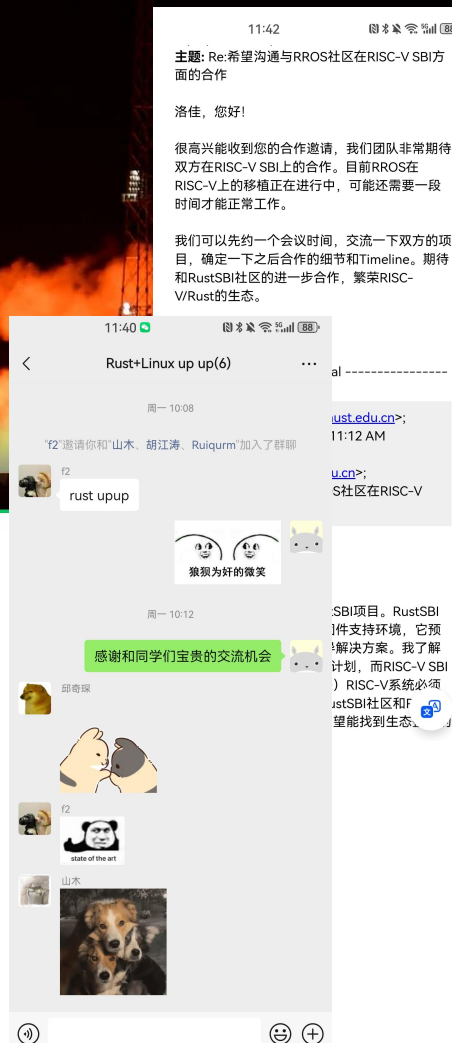 11:42
主题: Re:希望沟通与RROS社区在RISC-V SBI方
面的合作
洛佳，您好！
很高兴能收到您的合作邀请，我们团队非常期待
双方在RISC-V SBI上的合作。目前RROS在
RISC-V上的移植正在进行中，可能还需要一段
时间才能正常工作。
我们可以先约一个会议时间，交流一下双方的项
目，确定一下之后合作的细节和Timeline。期待
和RustSBI社区的进一步合作，繁荣RISC-
V/Rust的生态。
al ----------------
ust.edu.cn>;
11:12 AM
u.cn>;
S社区在RISC-V
SBI项目。RustSBI
件支持环境，它预
解决方案。我了解
计划，而RISC-V SBI
）RISC-V系统必须
ustSBI社区和
望能找到生态
11:40
5G
88
Rust+Linux up up(6)
周一 10:08
"f2"邀请你和"山木、胡江涛、Ruiqurm"加入了群聊
f2
rust upup
狼狈为奸的微笑
周一 10:12
感谢和同学们宝贵的交流机会
邱奇琛
f2
state of the art
山木